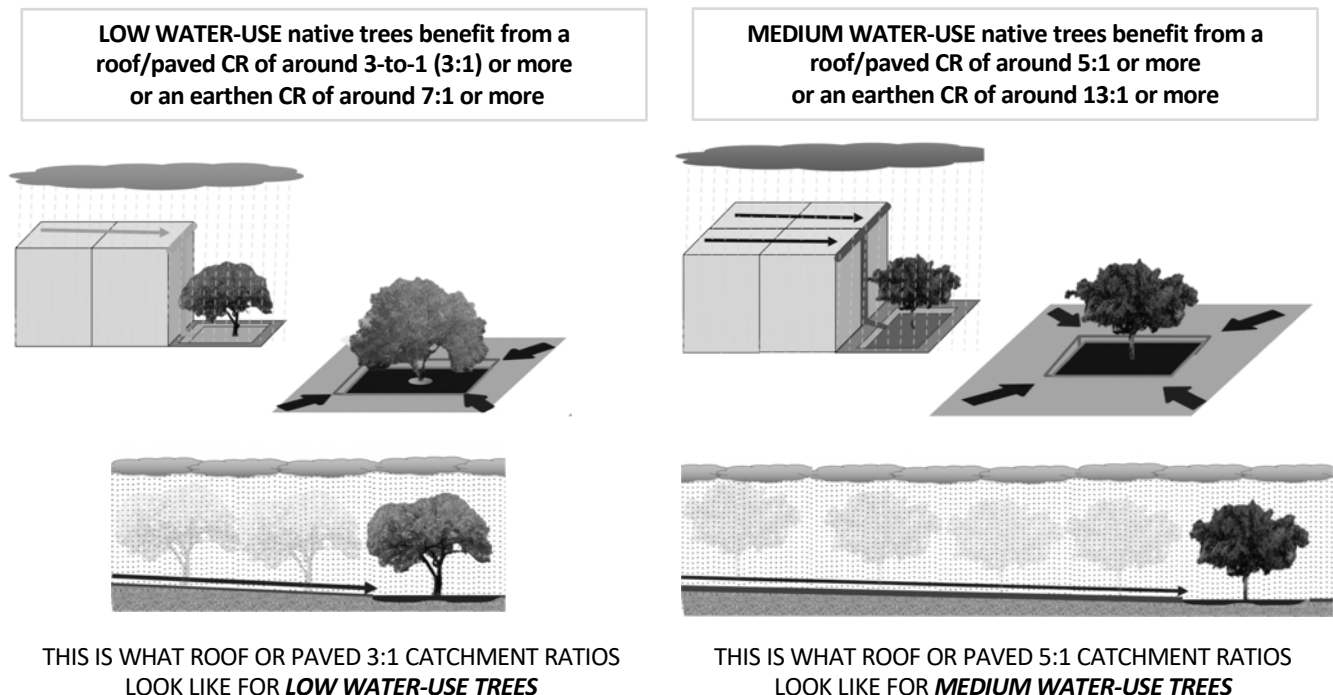 LOW WATER-USE native trees benefit from a
roof/paved CR of around 3-to-1 (3:1) or more
or an earthen CR of around 7:1 or more
MEDIUM WATER-USE native trees benefit from a
roof/paved CR of around 5:1 or more
or an earthen CR of around 13:1 or more
THIS IS WHAT ROOF OR PAVED 3:1 CATCHMENT RATIOS
LOOK LIKE FOR LOW WATER-USE TREES
THIS IS WHAT ROOF OR PAVED 5:1 CATCHMENT RATIOS
LOOK LIKE FOR MEDIUM WATER-USE TREES